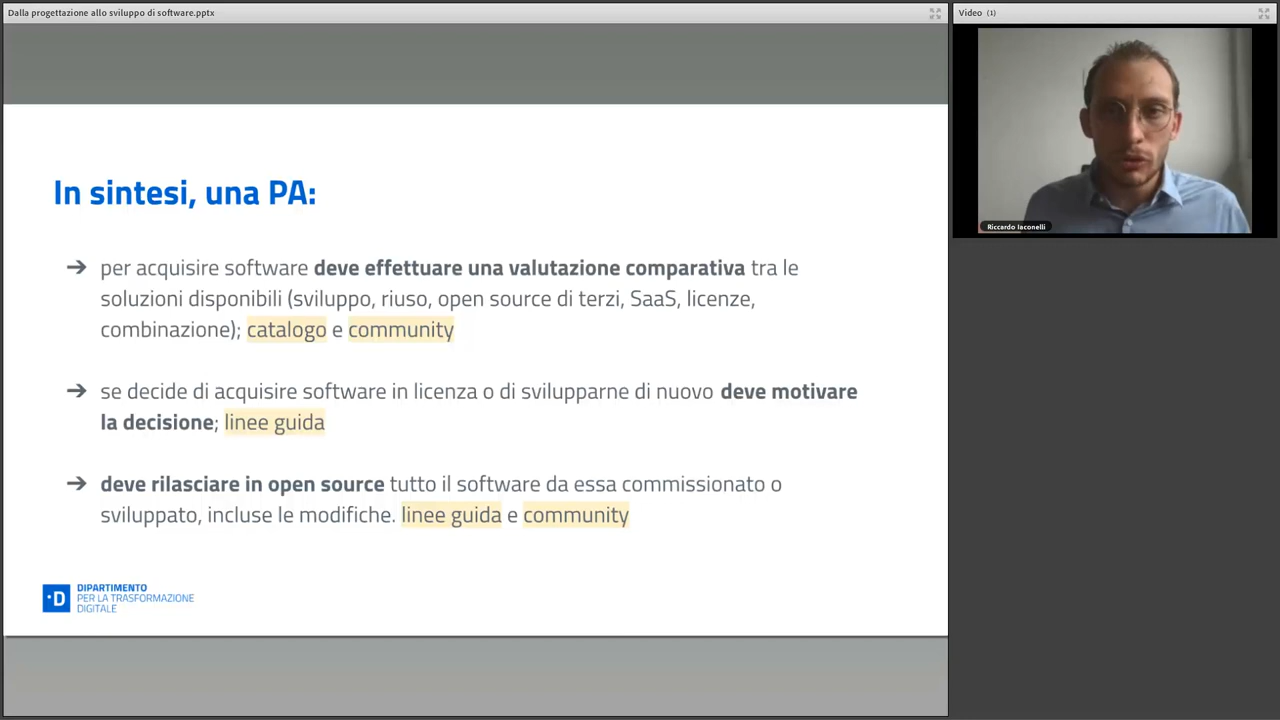 Dalla progettazione allo sviluppo di software.pptx
Video (1)
Riccardo Iaconelli
In sintesi, una PA:
➔ per acquisire software deve effettuare una valutazione comparativa tra le
soluzioni disponibili (sviluppo, riuso, open source di terzi, SaaS, licenze,
combinazione); catalogo e community
➔ se decide di acquisire software in licenza o di svilupparne di nuovo deve motivare
la decisione; linee guida
➔ deve rilasciare in open source tutto il software da essa commissionato o
sviluppato, incluse le modifiche. linee guida e community
·D
DIPARTIMENTO
PER LA TRASFORMAZIONE
DIGITALE